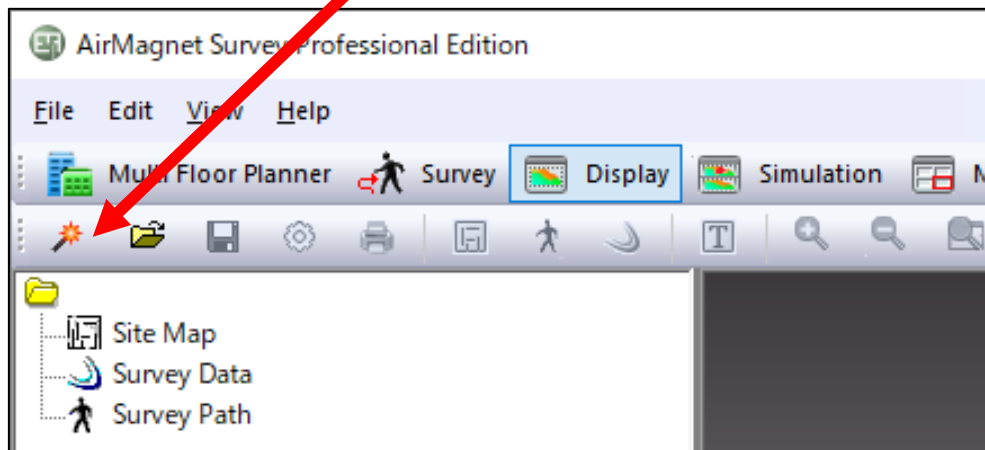 AirMagnet Survey Professional Edition
File Edit View Help
Multi Floor Planner Survey Display Simulation
T
Site Map
Survey Data
Survey Path